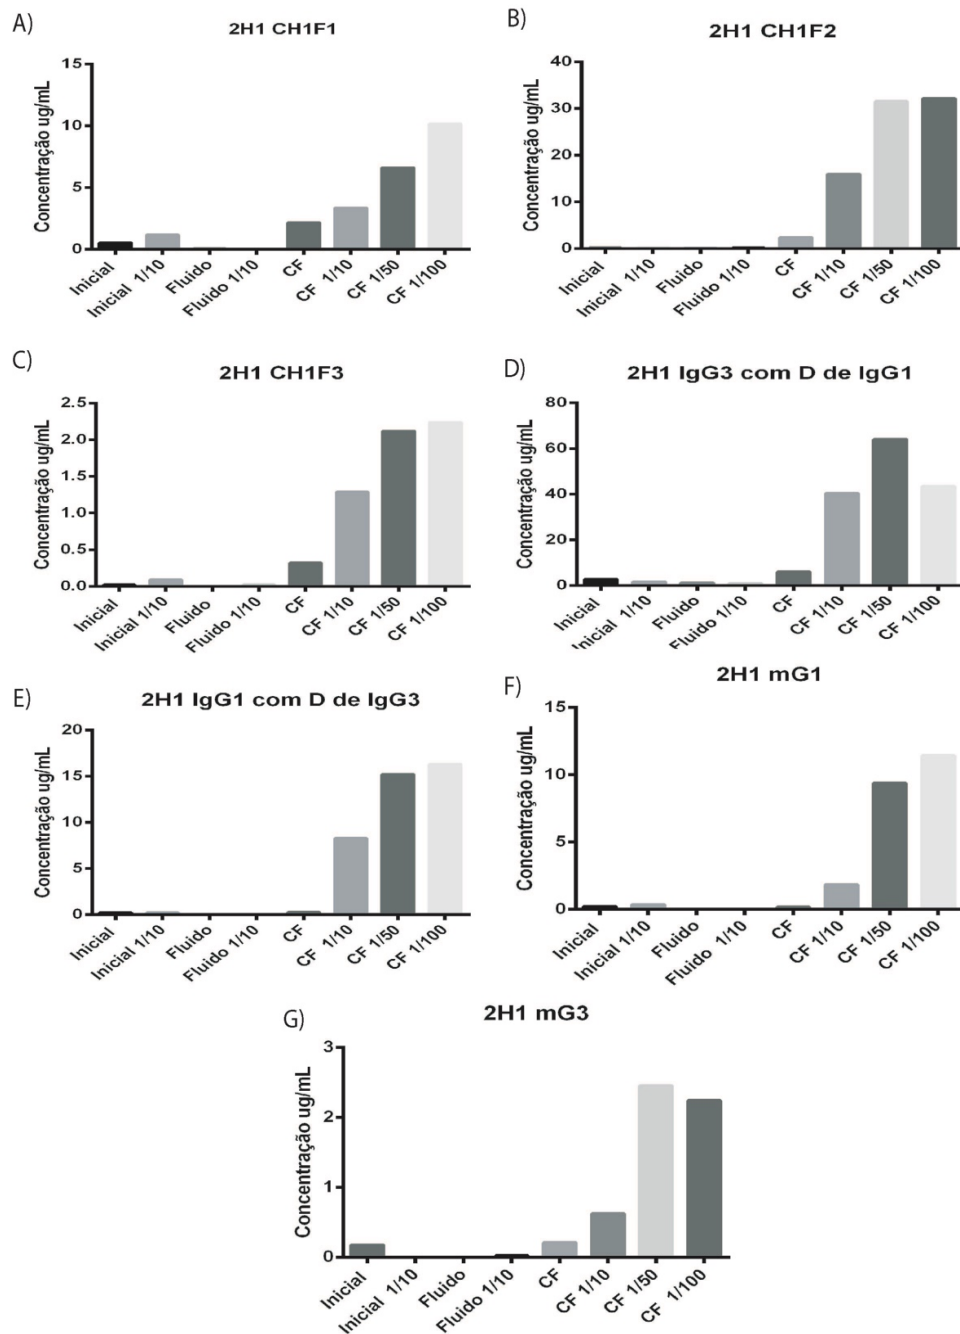 A)
2H1 CH1F1
Concentração ug/mL
15
10
5
0
Inicial
Inicial 1/10
Fluido
Fluido 1/10
CF
CF 1/10
CF 1/50
CF 1/100
B)
2H1 CH1F2
Concentração ug/mL
40
30
20
10
0
Inicial
Inicial 1/10
Fluido
Fluido 1/10
CF
CF 1/10
CF 1/50
CF 1/100
C)
2H1 CH1F3
Concentração ug/mL
2.5
2.0
1.5
1.0
0.5
0.0
Inicial
Inicial 1/10
Fluido
Fluido 1/10
CF
CF 1/10
CF 1/50
CF 1/100
D)
2H1 IgG3 com D de IgG1
Concentração ug/mL
80
60
40
20
0
Inicial
Inicial 1/10
Fluido
Fluido 1/10
CF
CF 1/10
CF 1/50
CF 1/100
E)
2H1 IgG1 com D de IgG3
Concentração ug/mL
20
15
10
5
0
Inicial
Inicial 1/10
Fluido
Fluido 1/10
CF
CF 1/10
CF 1/50
CF 1/100
F)
2H1 mG1
Concentração ug/mL
15
10
5
0
Inicial
Inicial 1/10
Fluido
Fluido 1/10
CF
CF 1/10
CF 1/50
CF 1/100
G)
2H1 mG3
Concentração ug/mL
3
2
1
0
Inicial
Inicial 1/10
Fluido
Fluido 1/10
CF
CF 1/10
CF 1/50
CF 1/100